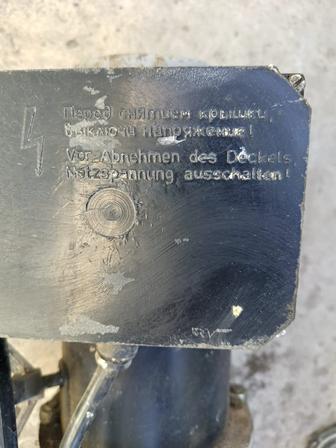 Перед снятием крышки,
выключи напряжение!
Vor Abnehmen des Deckels
Netzspannung ausschalten!